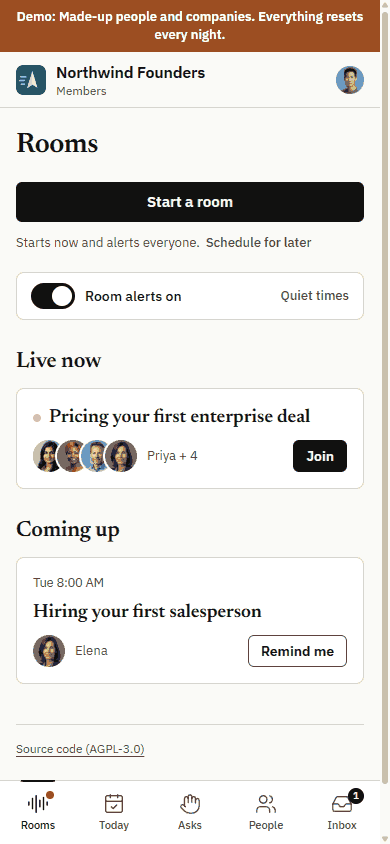 Demo: Made-up people and companies. Everything resets
every night.
Northwind Founders
Members
Rooms
Start a room
Starts now and alerts everyone. Schedule for later
Room alerts on Quiet times
Live now
Pricing your first enterprise deal
Priya + 4 Join
Coming up
Tue 8:00 AM
Hiring your first salesperson
Elena Remind me
Source code (AGPL-3.0)
1
Rooms Today Asks People Inbox